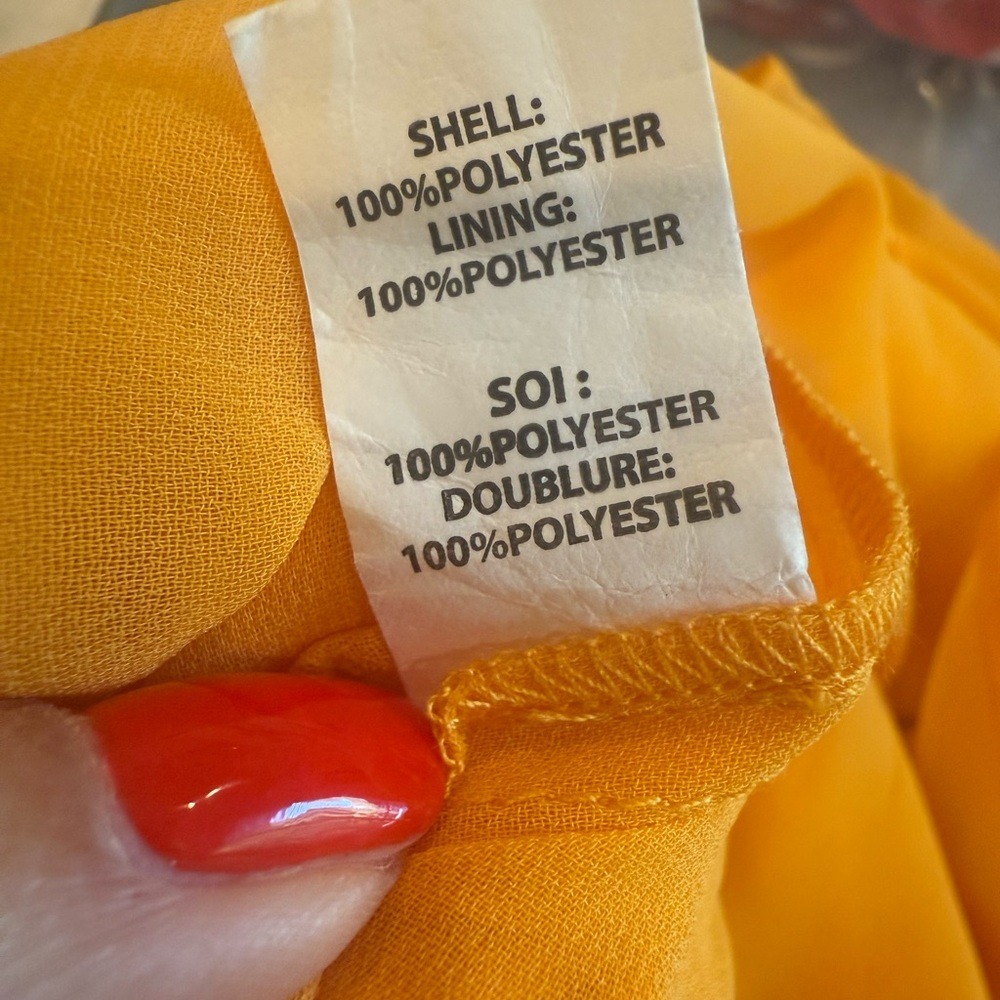 SHELL:
100%POLYESTER
LINING:
100%POLYESTER
SOI :
100%POLYESTER
DOUBLURE:
100%POLYESTER